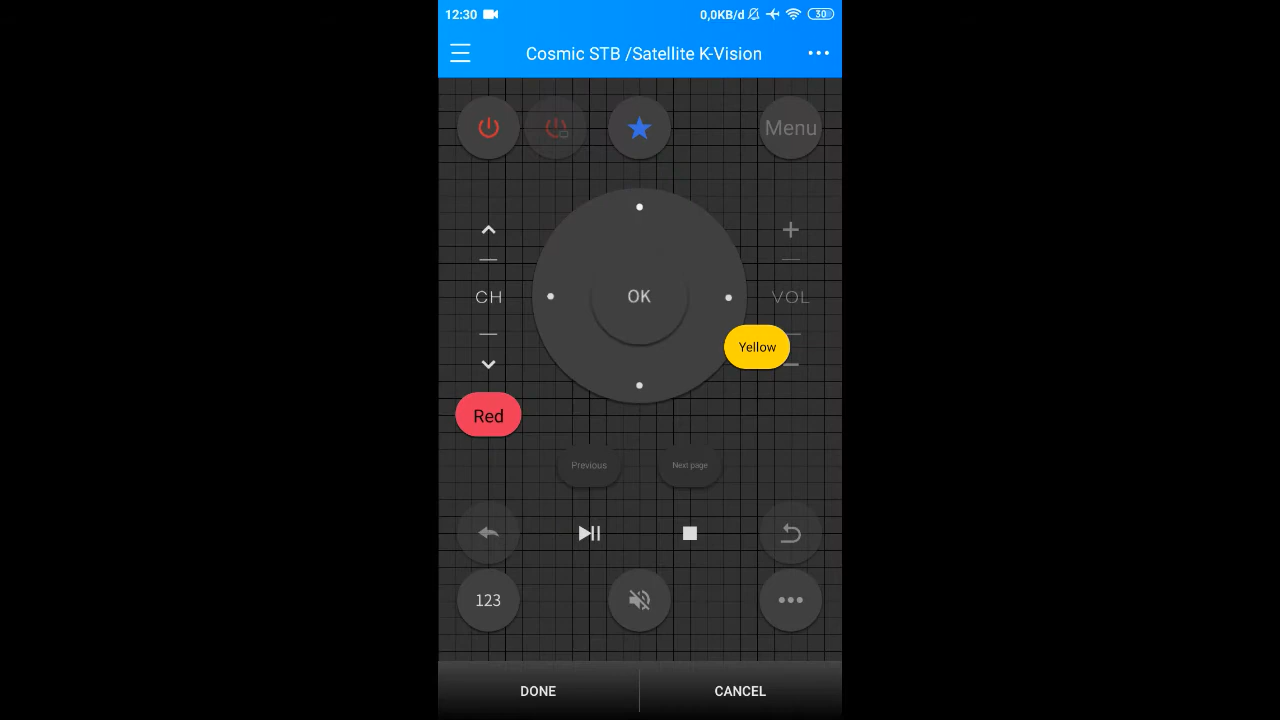 12:30
0,0KB/d
30
Cosmic STB /Satellite K-Vision
Menu
CH
OK
VOL
Yellow
Red
Previous
Next page
123
DONE
CANCEL